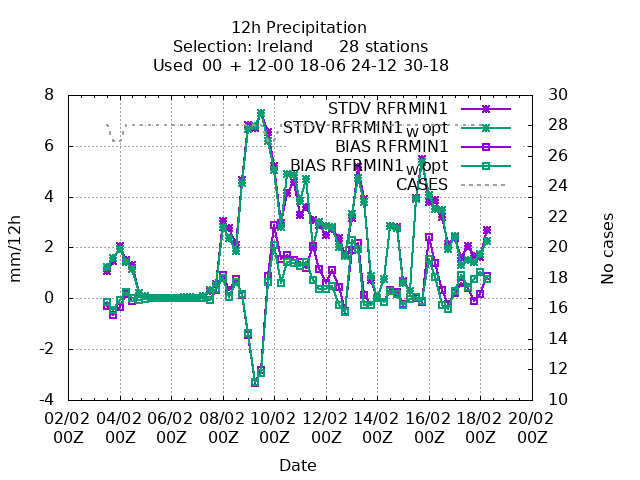 12h Precipitation
Selection: Ireland     28 stations
Used  00 + 12-00 18-06 24-12 30-18
STDV RFRMIN1
STDV RFRMIN1_wopt
BIAS RFRMIN1
BIAS RFRMIN1_wopt
CASES
mm/12h
8
6
4
2
0
-2
-4
No cases
30
28
26
24
22
20
18
16
14
12
10
02/02 04/02 06/02 08/02 10/02 12/02 14/02 16/02 18/02 20/02
00Z 00Z 00Z 00Z 00Z 00Z 00Z 00Z 00Z 00Z
Date